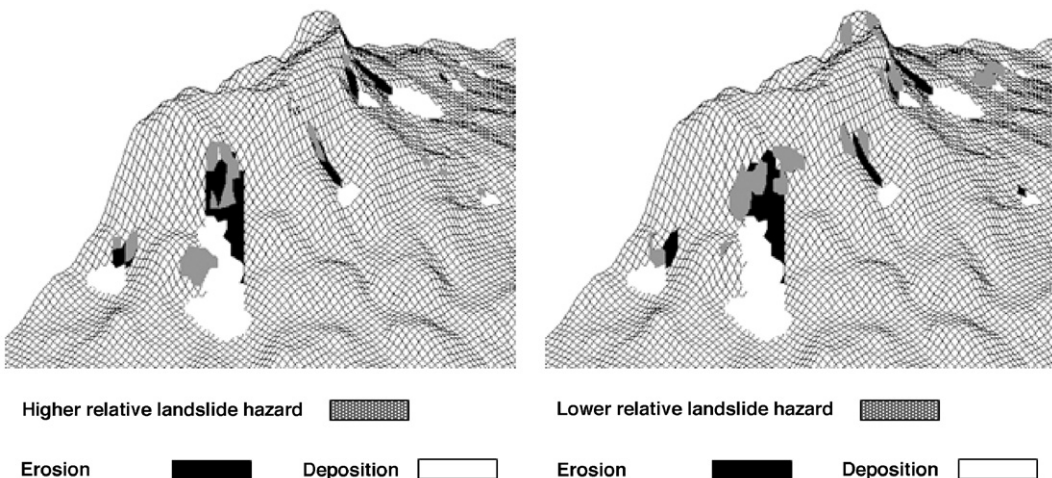 Higher relative landslide hazard
Erosion Deposition
Lower relative landslide hazard
Erosion Deposition